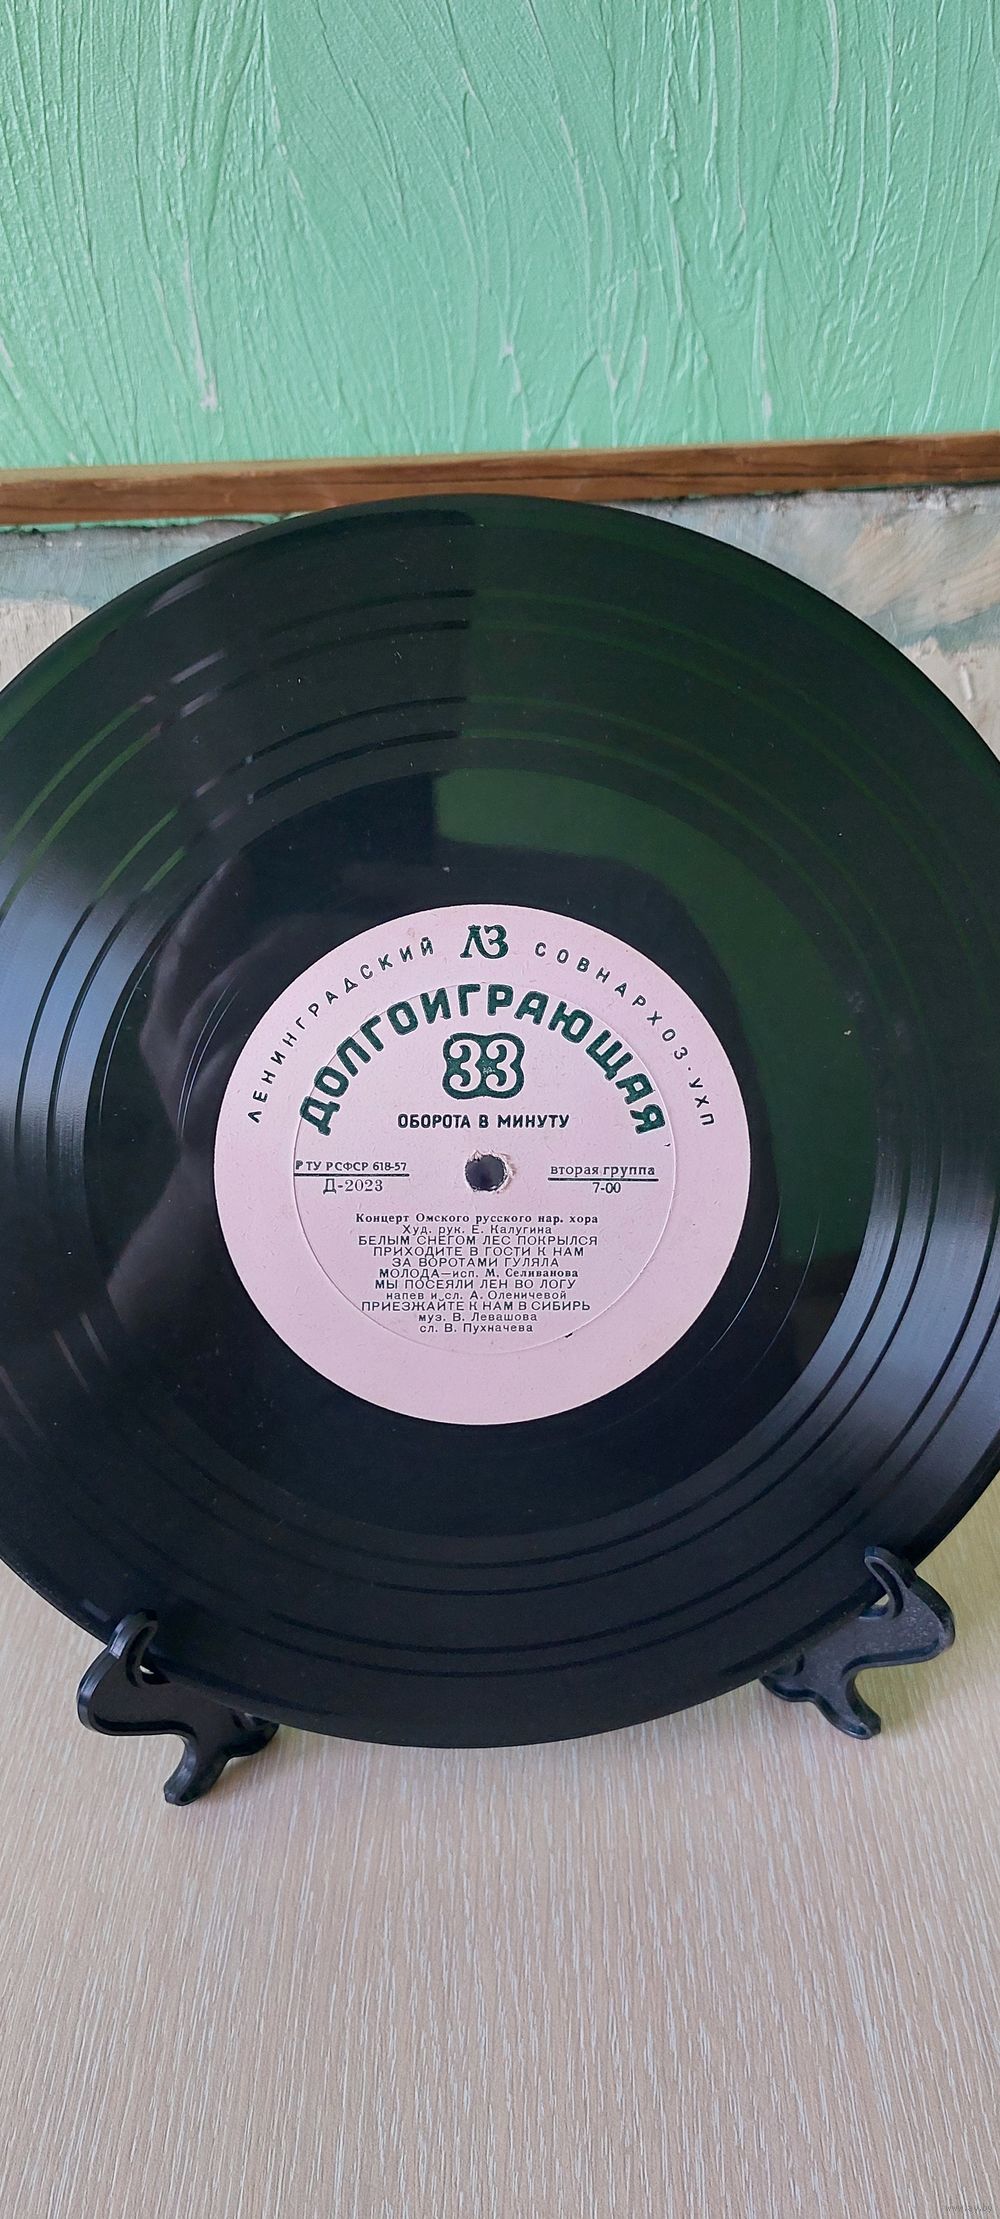 ЛЕНИНГРАДСКИЙ ЛЗ СОВНАРХОЗ·УХП
ДОЛГОИГРАЮЩАЯ
33
ОБОРОТА В МИНУТУ
РТУ РСФСР 618-57
Д-2023
вторая группа
7-00
Концерт Омского русского нар. хора
Худ. рук. Е. Калугина
БЕЛЫМ СНЕГОМ ЛЕС ПОКРЫЛСЯ
ПРИХОДИТЕ В ГОСТИ К НАМ
ЗА ВОРОТАМИ ГУЛЯЛА
МОЛОДА—исп. М. Селиванова
МЫ ПОСЕЯЛИ ЛЕН ВО ЛОГУ
напев и сл. А. Оленичевой
ПРИЕЗЖАЙТЕ К НАМ В СИБИРЬ
муз. В. Левашова
сл. В. Пухначева